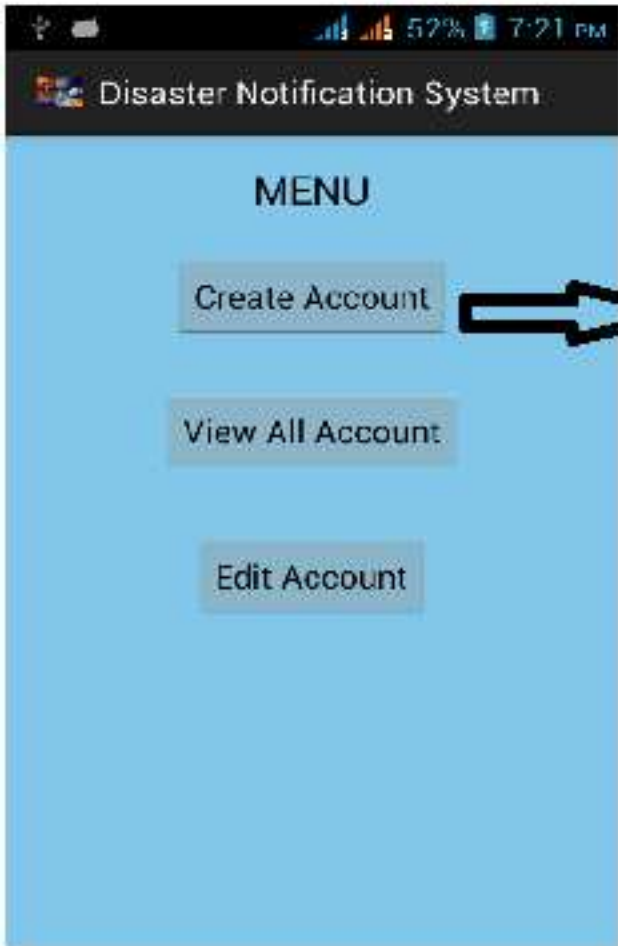 52% 7:21 PM
Disaster Notification System
MENU
Create Account
View All Account
Edit Account